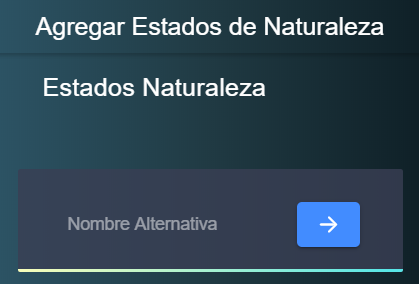 Agregar Estados de Naturaleza
Estados Naturaleza
Nombre Alternativa